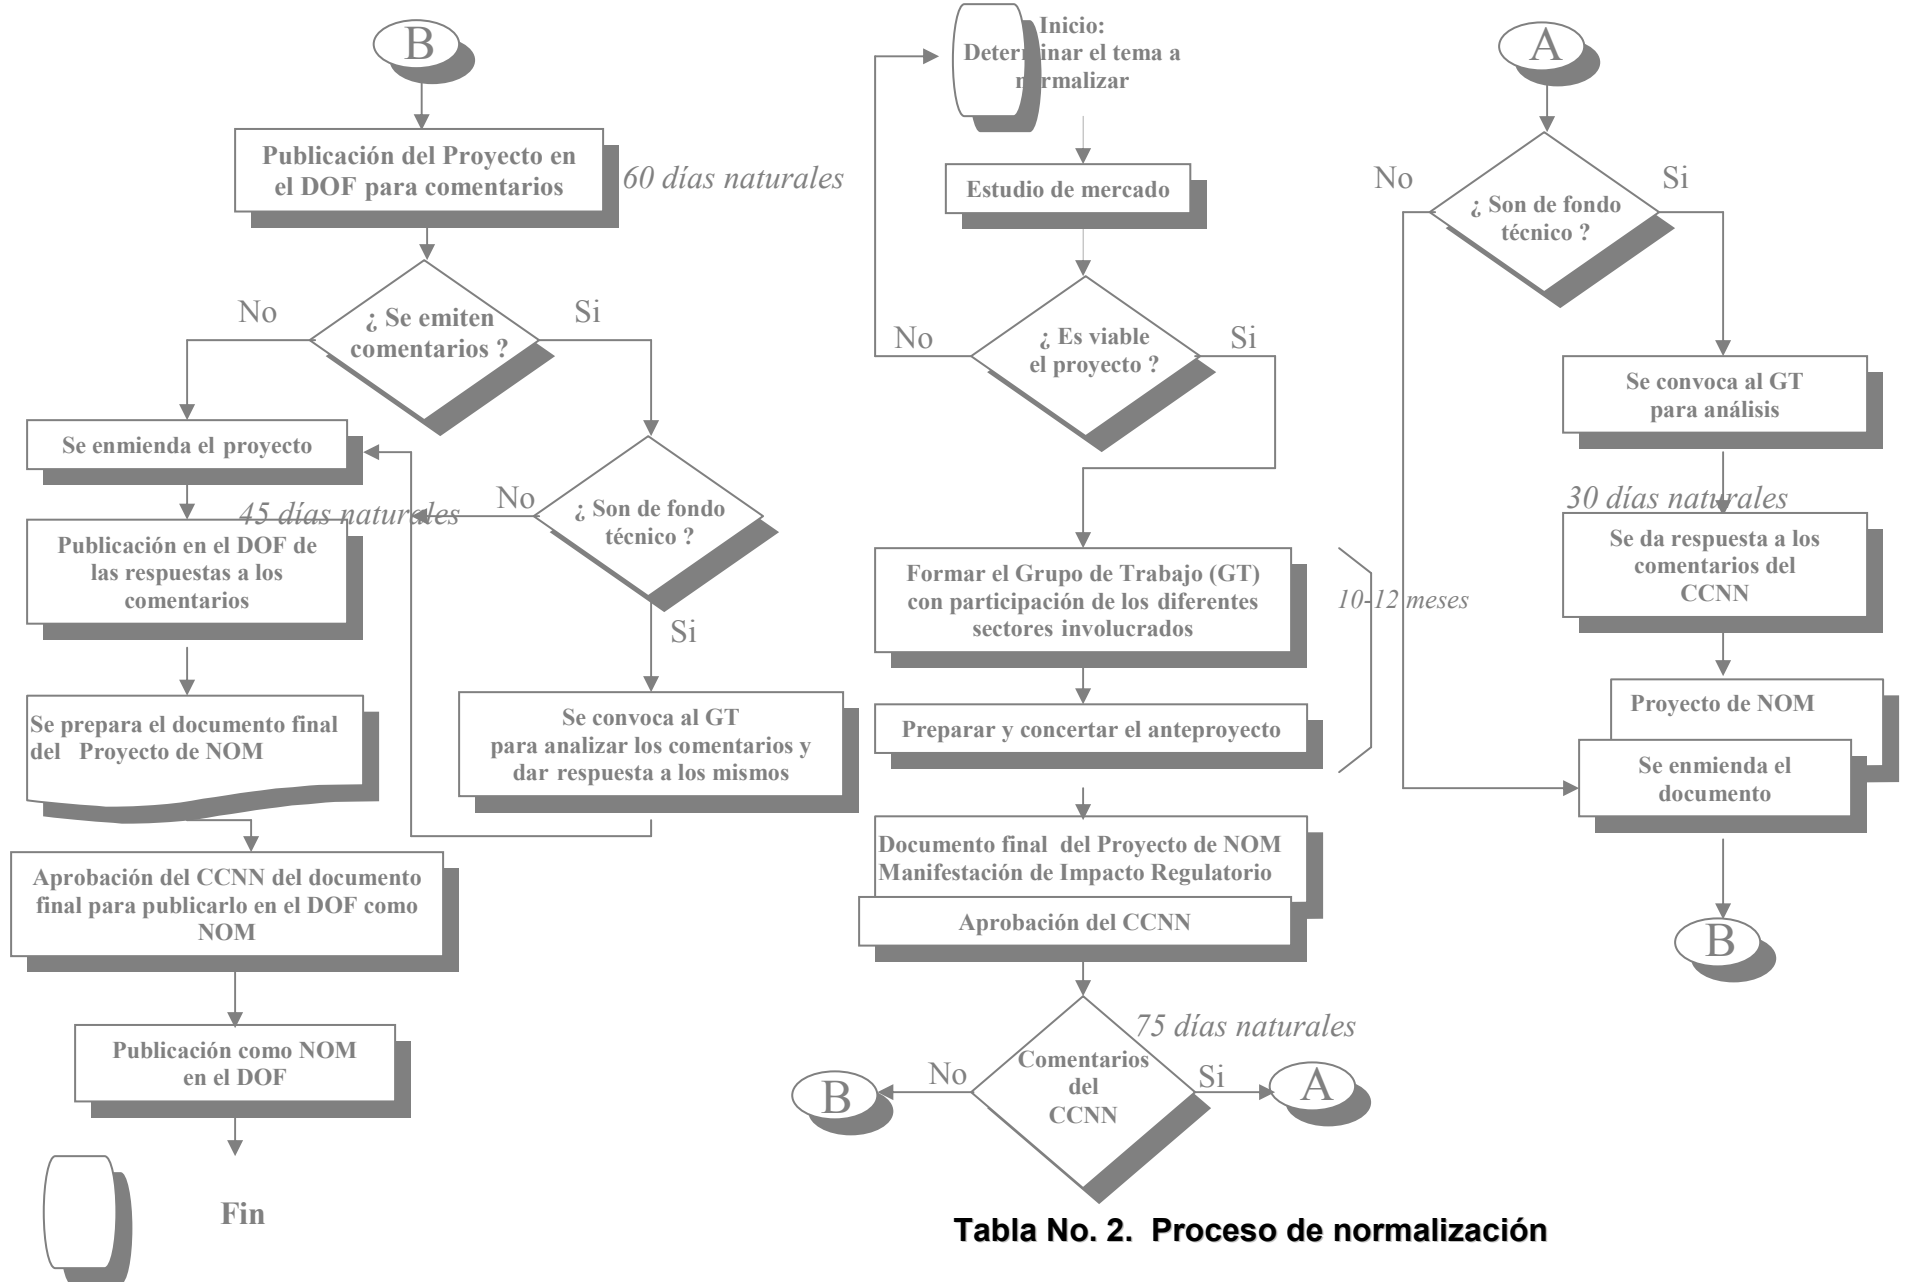 B
Publicación del Proyecto en
el DOF para comentarios
60 días naturales
No
¿ Se emiten
comentarios ?
Si
Se enmienda el proyecto
45 días naturales
No
¿ Son de fondo
técnico ?
Si
Publicación en el DOF de
las respuestas a los
comentarios
Se prepara el documento final
del Proyecto de NOM
Se convoca al GT
para analizar los comentarios y
dar respuesta a los mismos
Aprobación del CCNN del documento
final para publicarlo en el DOF como
NOM
Publicación como NOM
en el DOF
Fin
Inicio:
Determinar el tema a
normalizar
Estudio de mercado
No
¿ Es viable
el proyecto ?
Si
Formar el Grupo de Trabajo (GT)
con participación de los diferentes
sectores involucrados
10-12 meses
Preparar y concertar el anteproyecto
Documento final del Proyecto de NOM
Manifestación de Impacto Regulatorio
Aprobación del CCNN
75 días naturales
B
No
Comentarios
del
CCNN
Si
A
A
No
¿ Son de fondo
técnico ?
Si
Se convoca al GT
para análisis
30 días naturales
Se da respuesta a los
comentarios del
CCNN
Proyecto de NOM
Se enmienda el
documento
B
Tabla No. 2. Proceso de normalización